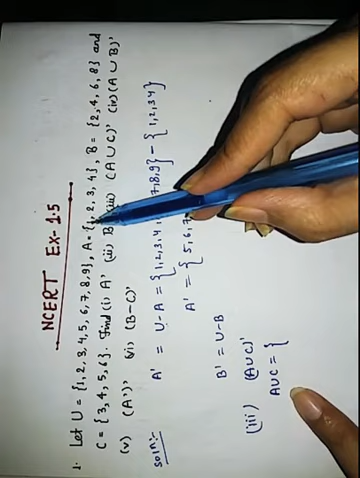 NCERT EX-1.5
1. Let U = {1, 2, 3, 4, 5, 6, 7, 8, 9}, A = {1, 2, 3, 4}, B = {2, 4, 6, 8} and
C = {3, 4, 5, 6}. Find (i) A' (ii) B (iii) (A ∪ C)' (iv) (A ∪ B)'
(v) (A')' (vi) (B-C)'
Soln:- A' = U-A = {1,2,3,4 7,8,9} - {1,2,3 4}
A' = {5,6,7
B' = U-B
(iii) (A∪C)'
A∪C = {